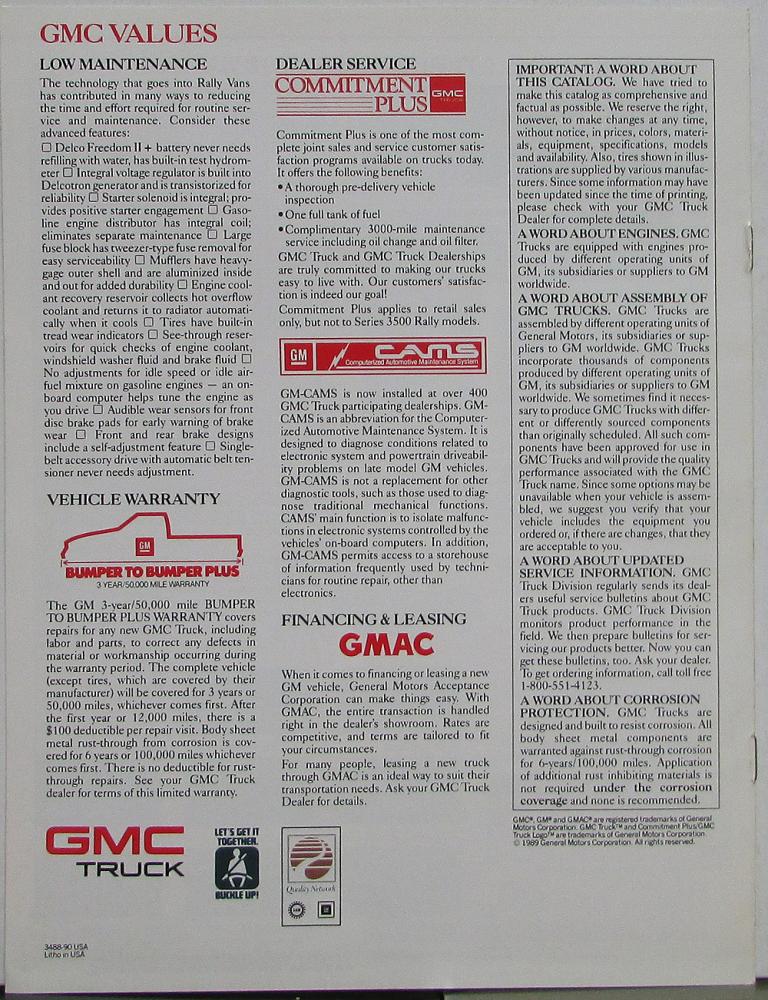 GMC VALUES
LOW MAINTENANCE
The technology that goes into Rally Vans
has contributed in many ways to reducing
the time and effort required for routine ser-
vice and maintenance. Consider these
advanced features:
☐ Delco Freedom II + battery never needs
refilling with water, has built-in test hydrom-
eter ☐ Integral voltage regulator is built into
Delcotron generator and is transistorized for
reliability ☐ Starter solenoid is integral; pro-
vides positive starter engagement ☐ Gaso-
line engine distributor has integral coil;
eliminates separate maintenance ☐ Large
fuse block has tweezer-type fuse removal for
easy serviceability ☐ Mufflers have heavy-
gage outer shell and are aluminized inside
and out for added durability ☐ Engine cool-
ant recovery reservoir collects hot overflow
coolant and returns it to radiator automati-
cally when it cools ☐ Tires have built-in
tread wear indicators ☐ See-through reser-
voirs for quick checks of engine coolant,
windshield washer fluid and brake fluid ☐
No adjustments for idle speed or idle air-
fuel mixture on gasoline engines — an on-
board computer helps tune the engine as
you drive ☐ Audible wear sensors for front
disc brake pads for early warning of brake
wear ☐ Front and rear brake designs
include a self-adjustment feature ☐ Single-
belt accessory drive with automatic belt ten-
sioner never needs adjustment.
VEHICLE WARRANTY
GM
BUMPER TO BUMPER PLUS
3 YEAR/50,000 MILE WARRANTY
The GM 3-year/50,000 mile BUMPER
TO BUMPER PLUS WARRANTY covers
repairs for any new GMC Truck, including
labor and parts, to correct any defects in
material or workmanship occurring during
the warranty period. The complete vehicle
(except tires, which are covered by their
manufacturer) will be covered for 3 years or
50,000 miles, whichever comes first. After
the first year or 12,000 miles, there is a
$100 deductible per repair visit. Body sheet
metal rust-through from corrosion is cov-
ered for 6 years or 100,000 miles whichever
comes first. There is no deductible for rust-
through repairs. See your GMC Truck
dealer for terms of this limited warranty.
GMC
TRUCK
LET'S GET IT
TOGETHER.
BUCKLE UP!
3488-90 USA
Litho in USA
DEALER SERVICE
COMMITMENT
PLUS
GMC
TRUCK
Commitment Plus is one of the most com-
plete joint sales and service customer satis-
faction programs available on trucks today.
It offers the following benefits:
• A thorough pre-delivery vehicle
inspection
• One full tank of fuel
• Complimentary 3000-mile maintenance
service including oil change and oil filter.
GMC Truck and GMC Truck Dealerships
are truly committed to making our trucks
easy to live with. Our customers' satisfac-
tion is indeed our goal!
Commitment Plus applies to retail sales
only, but not to Series 3500 Rally models.
GM
CAMS
Computerized Automotive Maintenance System
GM-CAMS is now installed at over 400
GMC Truck participating dealerships. GM-
CAMS is an abbreviation for the Computer-
ized Automotive Maintenance System. It is
designed to diagnose conditions related to
electronic system and powertrain driveabil-
ity problems on late model GM vehicles.
GM-CAMS is not a replacement for other
diagnostic tools, such as those used to diag-
nose traditional mechanical functions.
CAMS' main function is to isolate malfunc-
tions in electronic systems controlled by the
vehicles' on-board computers. In addition,
GM-CAMS permits access to a storehouse
of information frequently used by techni-
cians for routine repair, other than
electronics.
FINANCING & LEASING
GMAC
When it comes to financing or leasing a new
GM vehicle, General Motors Acceptance
Corporation can make things easy. With
GMAC, the entire transaction is handled
right in the dealer's showroom. Rates are
competitive, and terms are tailored to fit
your circumstances.
For many people, leasing a new truck
through GMAC is an ideal way to suit their
transportation needs. Ask your GMC Truck
Dealer for details.
Quality Network
IMPORTANT: A WORD ABOUT
THIS CATALOG. We have tried to
make this catalog as comprehensive and
factual as possible. We reserve the right,
however, to make changes at any time,
without notice, in prices, colors, materi-
als, equipment, specifications, models
and availability. Also, tires shown in illus-
trations are supplied by various manufac-
turers. Since some information may have
been updated since the time of printing,
please check with your GMC Truck
Dealer for complete details.
A WORD ABOUT ENGINES. GMC
Trucks are equipped with engines pro-
duced by different operating units of
GM, its subsidiaries or suppliers to GM
worldwide.
A WORD ABOUT ASSEMBLY OF
GMC TRUCKS. GMC Trucks are
assembled by different operating units of
General Motors, its subsidiaries or sup-
pliers to GM worldwide. GMC Trucks
incorporate thousands of components
produced by different operating units of
GM, its subsidiaries or suppliers to GM
worldwide. We sometimes find it neces-
sary to produce GMC Trucks with differ-
ent or differently sourced components
than originally scheduled. All such com-
ponents have been approved for use in
GMC Trucks and will provide the quality
performance associated with the GMC
Truck name. Since some options may be
unavailable when your vehicle is assem-
bled, we suggest you verify that your
vehicle includes the equipment you
ordered or, if there are changes, that they
are acceptable to you.
A WORD ABOUT UPDATED
SERVICE INFORMATION. GMC
Truck Division regularly sends its deal-
ers useful service bulletins about GMC
Truck products. GMC Truck Division
monitors product performance in the
field. We then prepare bulletins for ser-
vicing our products better. Now you can
get these bulletins, too. Ask your dealer.
To get ordering information, call toll free
1-800-551-4123.
A WORD ABOUT CORROSION
PROTECTION. GMC Trucks are
designed and built to resist corrosion. All
body sheet metal components are
warranted against rust-through corrosion
for 6-years/100,000 miles. Application
of additional rust inhibiting materials is
not required under the corrosion
coverage and none is recommended.
GMC®, GM® and GMAC® are registered trademarks of General
Motors Corporation. GMC Truck™ and Commitment Plus/GMC
Truck Logo™ are trademarks of General Motors Corporation.
© 1989 General Motors Corporation. All rights reserved.